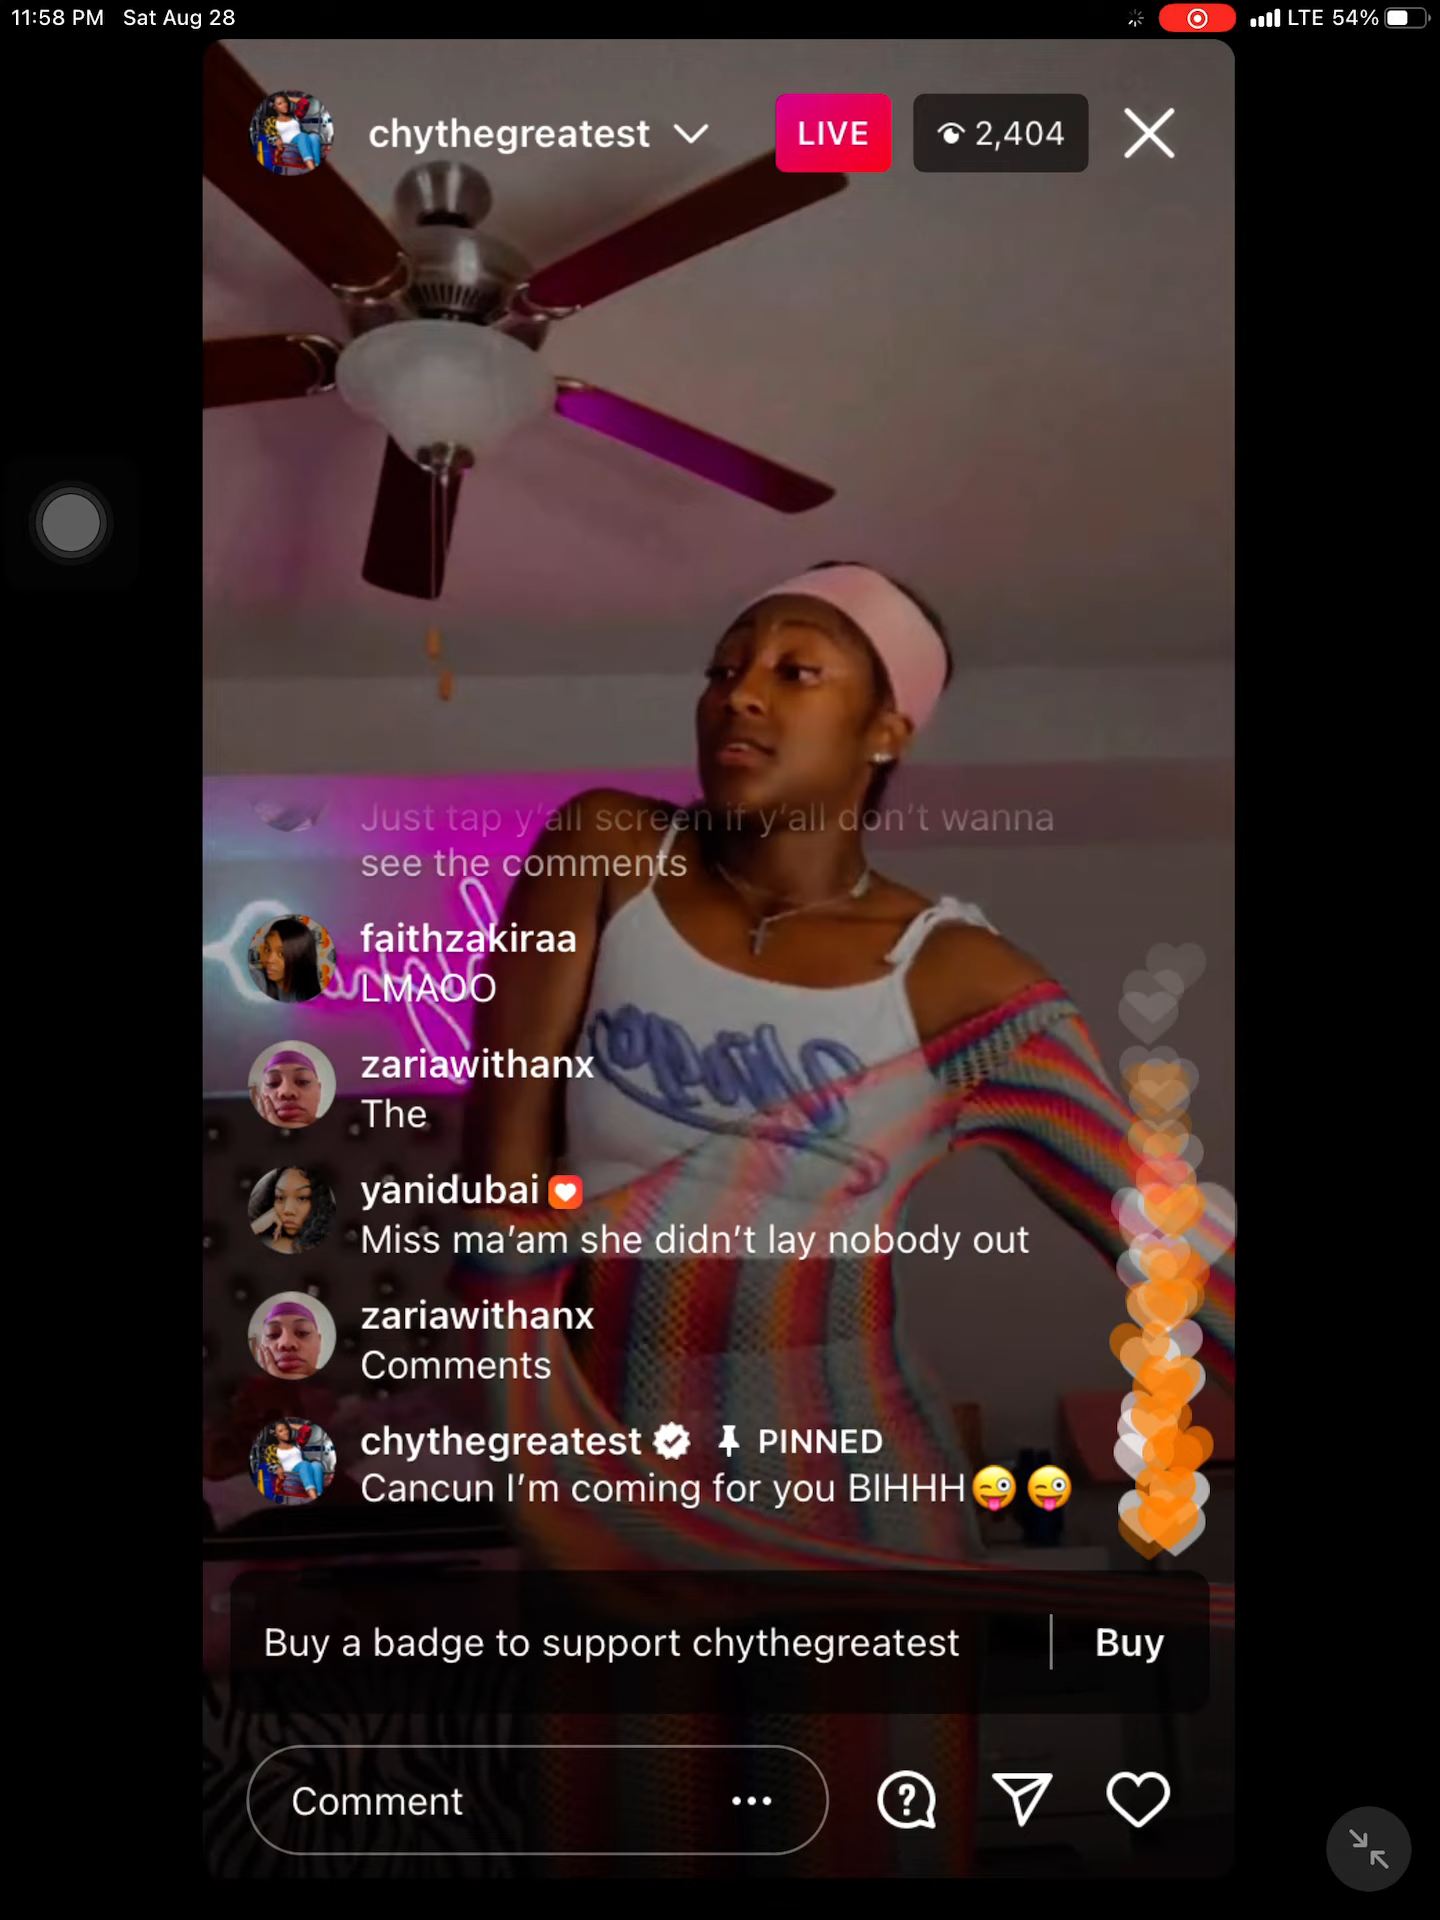 11:58 PM Sat Aug 28 LTE 54%
chythegreatest LIVE 2,404
Just tap y’all screen if y’all don’t wanna
see the comments
faithzakiraa
LMAOO
zariawithanx
The
yanidubai
Miss ma’am she didn’t lay nobody out
zariawithanx
Comments
chythegreatest PINNED
Cancun I’m coming for you BIHHH😜😜
Buy a badge to support chythegreatest | Buy
Comment ...